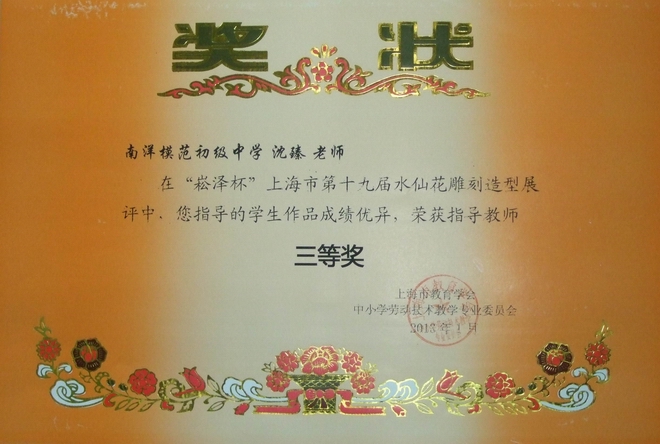 奖状
南洋模范初级中学 沈臻 老师
在“崧泽杯”上海市第十九届水仙花雕刻造型展
评中、您指导的学生作品成绩优异，荣获指导教师
三等奖
上海市教育学会
中小学劳动技术教学专业委员会
2013 年 1 月